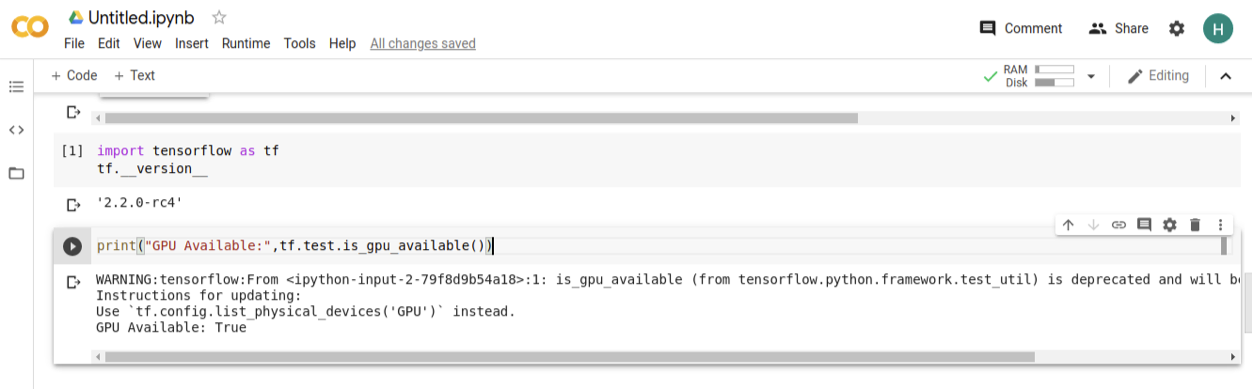 Untitled.ipynb
File Edit View Insert Runtime Tools Help All changes saved
Comment Share H
+ Code + Text
RAM
Disk
Editing
[1] import tensorflow as tf
tf.__version__
'2.2.0-rc4'
print("GPU Available:",tf.test.is_gpu_available())
WARNING:tensorflow:From <ipython-input-2-79f8d9b54a18>:1: is_gpu_available (from tensorflow.python.framework.test_util) is deprecated and will be
Instructions for updating:
Use `tf.config.list_physical_devices('GPU')` instead.
GPU Available: True